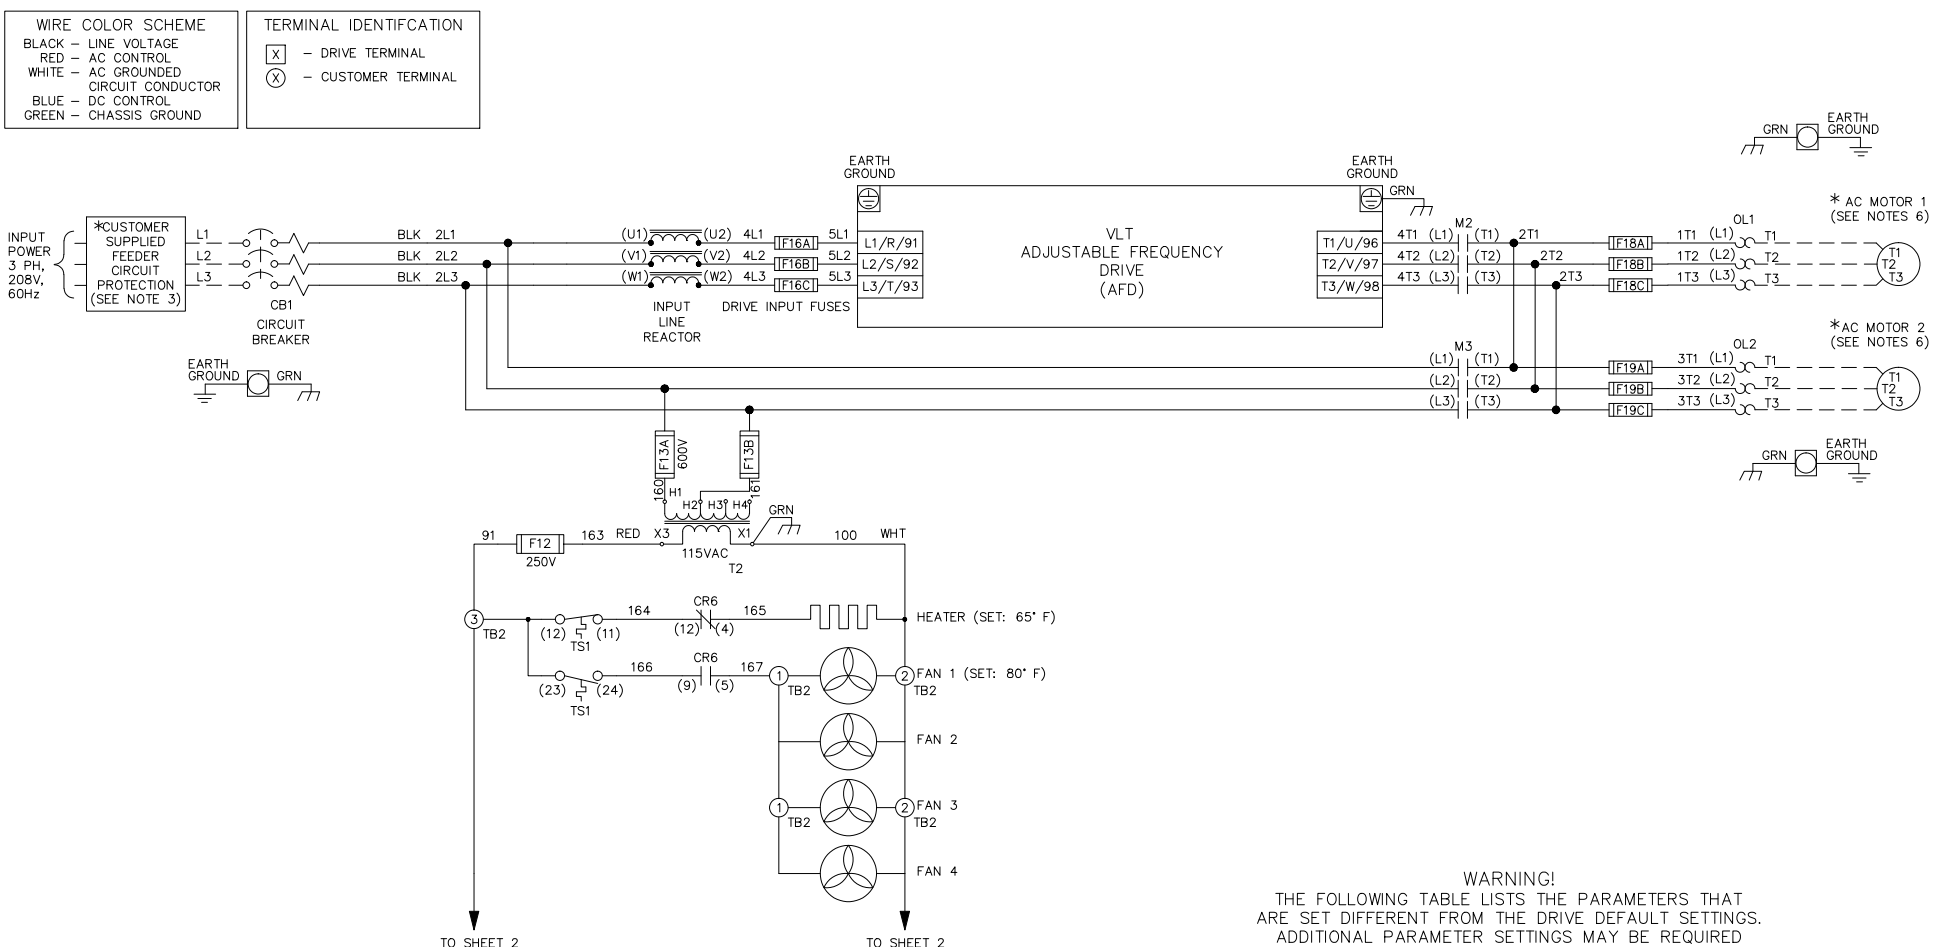 WIRE COLOR SCHEME
BLACK – LINE VOLTAGE
RED – AC CONTROL
WHITE – AC GROUNDED
CIRCUIT CONDUCTOR
BLUE – DC CONTROL
GREEN – CHASSIS GROUND
TERMINAL IDENTIFCATION
X – DRIVE TERMINAL
X – CUSTOMER TERMINAL
GRN
EARTH
GROUND
INPUT
POWER
3 PH,
208V,
60Hz
*CUSTOMER
SUPPLIED
FEEDER
CIRCUIT
PROTECTION
(SEE NOTE 3)
L1
L2
L3
CB1
CIRCUIT
BREAKER
EARTH
GROUND
GRN
BLK 2L1
BLK 2L2
BLK 2L3
(U1) (U2) 4L1 F16A 5L1
(V1) (V2) 4L2 F16B 5L2
(W1) (W2) 4L3 F16C 5L3
INPUT
LINE
REACTOR
DRIVE INPUT FUSES
EARTH
GROUND
L1/R/91
L2/S/92
L3/T/93
VLT
ADJUSTABLE FREQUENCY
DRIVE
(AFD)
EARTH
GROUND
GRN
T1/U/96
T2/V/97
T3/W/98
M2
4T1 (L1) (T1) 2T1 F18A 1T1 (L1) T1
4T2 (L2) (T2) 2T2 F18B 1T2 (L2) T2
4T3 (L3) (T3) 2T3 F18C 1T3 (L3) T3
OL1
* AC MOTOR 1
(SEE NOTES 6)
T1
T2
T3
M3
(L1) (T1) F19A 3T1 (L1) T1
(L2) (T2) F19B 3T2 (L2) T2
(L3) (T3) F19C 3T3 (L3) T3
OL2
*AC MOTOR 2
(SEE NOTES 6)
T1
T2
T3
GRN
EARTH
GROUND
F13A
600V
F13B
160
161
H1
H2 H3 H4
GRN
91 F12 163 RED X3 X1 100 WHT
250V
115VAC
T2
3
TB2
164 CR6 165
(12) (11) (12) (4)
TS1
HEATER (SET: 65° F)
166 CR6 167
(23) (24) (9) (5)
TS1
1
TB2
2
TB2
FAN 1 (SET: 80° F)
FAN 2
1
TB2
2
TB2
FAN 3
FAN 4
TO SHEET 2
TO SHEET 2
WARNING!
THE FOLLOWING TABLE LISTS THE PARAMETERS THAT
ARE SET DIFFERENT FROM THE DRIVE DEFAULT SETTINGS.
ADDITIONAL PARAMETER SETTINGS MAY BE REQUIRED